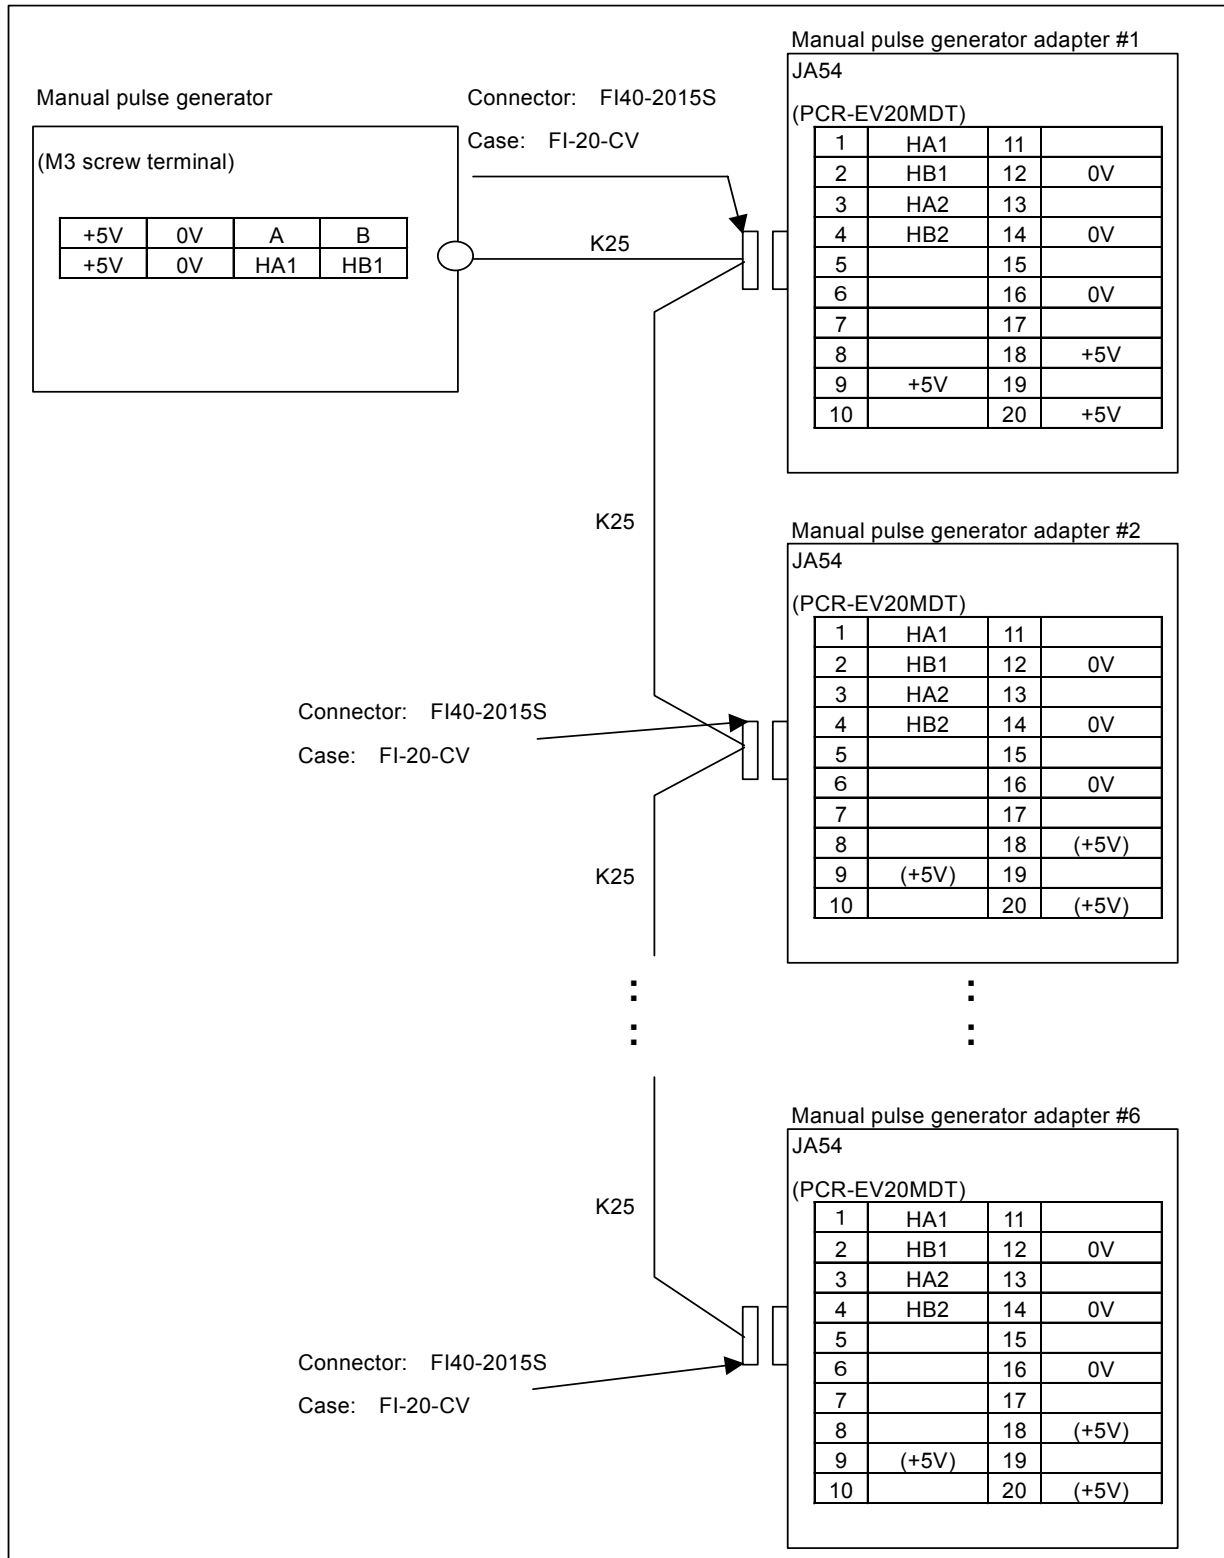 Manual pulse generator adapter #1
JA54
Manual pulse generator
Connector: FI40-2015S
(PCR-EV20MDT)
Case: FI-20-CV
(M3 screw terminal)
1 HA1 11
2 HB1 12 0V
3 HA2 13
4 HB2 14 0V
5 15
6 16 0V
7 17
8 18 +5V
9 +5V 19
10 20 +5V
+5V 0V A B
+5V 0V HA1 HB1
K25
K25
Manual pulse generator adapter #2
JA54
(PCR-EV20MDT)
1 HA1 11
2 HB1 12 0V
3 HA2 13
4 HB2 14 0V
5 15
6 16 0V
7 17
8 18 (+5V)
9 (+5V) 19
10 20 (+5V)
Connector: FI40-2015S
Case: FI-20-CV
K25
: :
: :
Manual pulse generator adapter #6
JA54
(PCR-EV20MDT)
K25
1 HA1 11
2 HB1 12 0V
3 HA2 13
4 HB2 14 0V
5 15
6 16 0V
7 17
8 18 (+5V)
9 (+5V) 19
10 20 (+5V)
Connector: FI40-2015S
Case: FI-20-CV